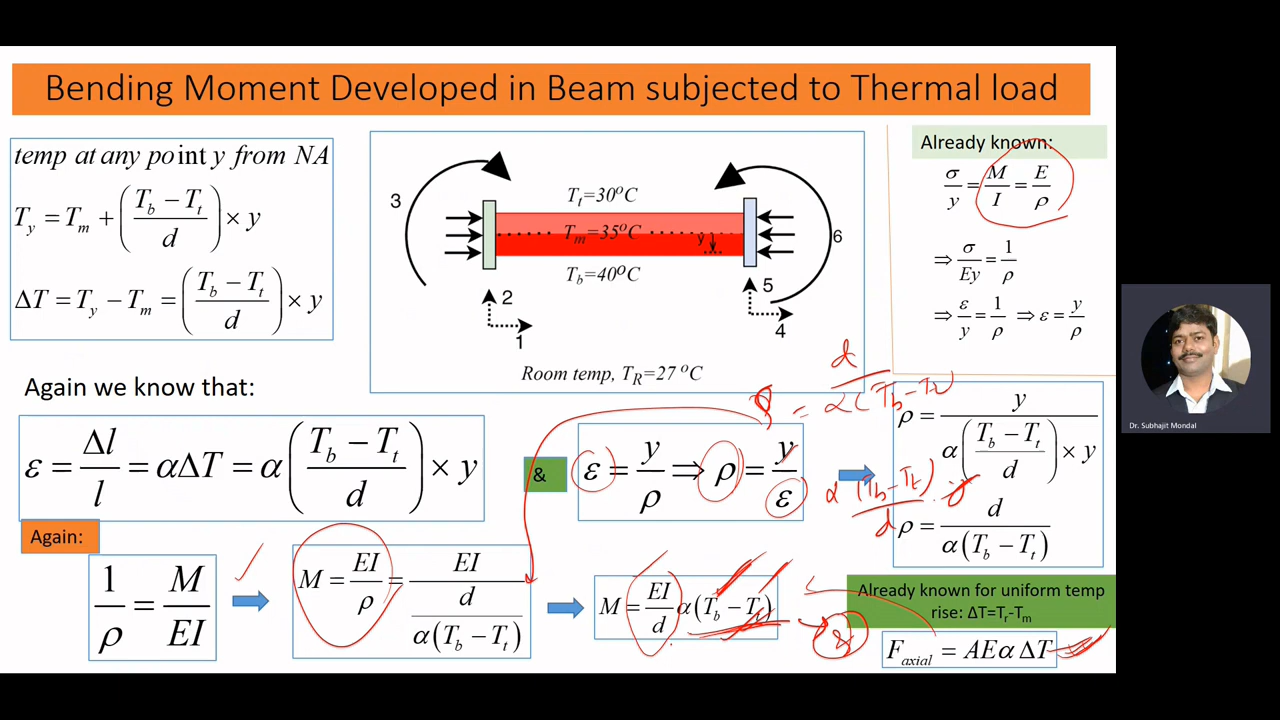 Bending Moment Developed in Beam subjected to Thermal load
temp at any point y from NA
T_y = T_m + ((T_b − T_t)/d) × y
ΔT = T_y − T_m = ((T_b − T_t)/d) × y
3
T_t=30°C
T_m=35°C
y
T_b=40°C
6
2
1
5
4
Room temp, T_R=27 °C
Already known:
σ/y = M/I = E/ρ
⇒ σ/Ey = 1/ρ
⇒ ε/y = 1/ρ ⇒ ε = y/ρ
Dr. Subhajit Mondal
Again we know that:
ε = Δl/l = αΔT = α((T_b − T_t)/d) × y
&
ε = y/ρ ⇒ ρ = y/ε
ρ = d/α(T_b − T_t)
α (T_b − T_t)/d · y
ρ = y/(α((T_b − T_t)/d) × y)
ρ = d/(α(T_b − T_t))
Again:
1/ρ = M/EI
M = EI/ρ = EI/(d/(α(T_b − T_t)))
M = EI/d α(T_b − T_t)
&
Already known for uniform temp
rise: ΔT=T_r-T_m
F_axial = AEα ΔT